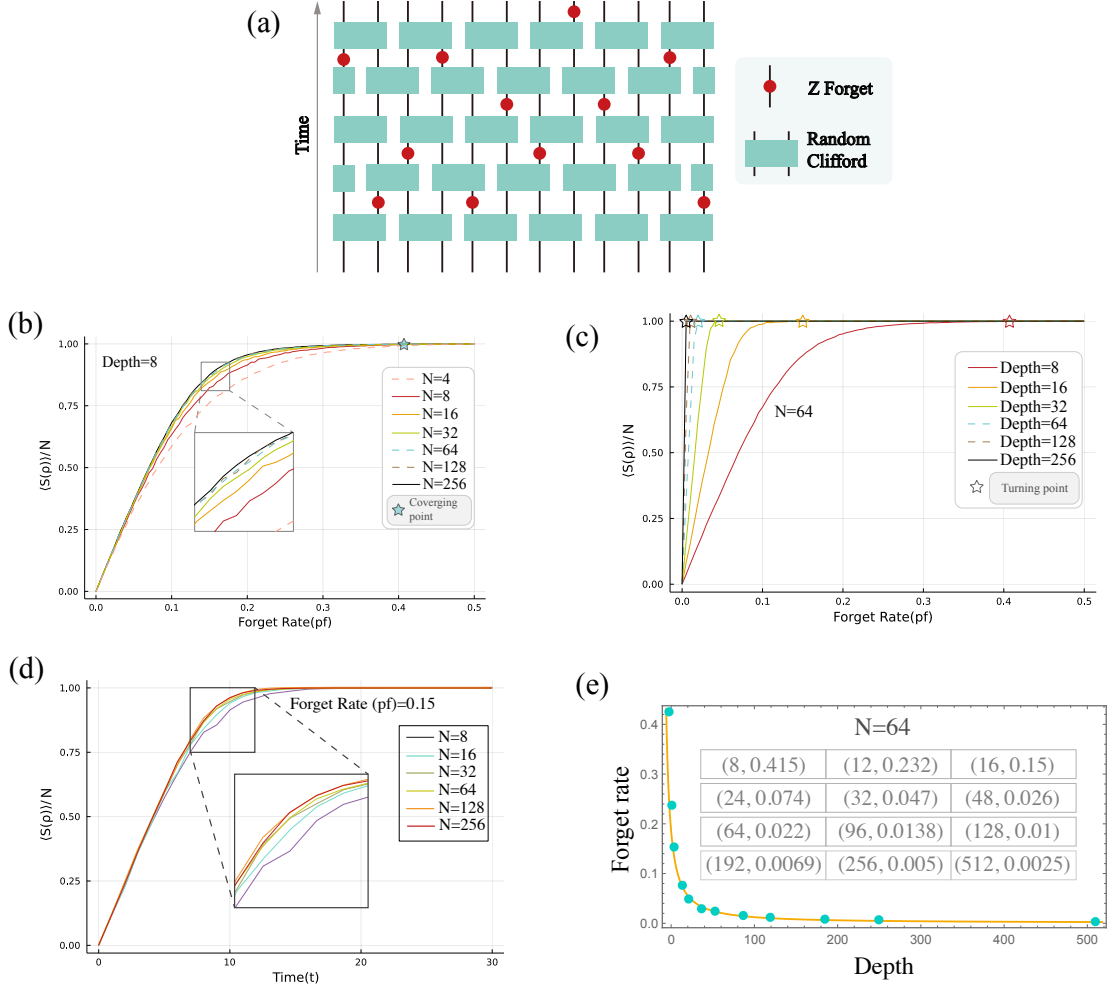 (a)
Time
Z Forget
Random
Clifford
(b)
Depth=8
⟨S(ρ)⟩/N
1.00
0.75
0.50
0.25
0.00
0.0 0.1 0.2 0.3 0.4 0.5
Forget Rate(pf)
N=4
N=8
N=16
N=32
N=64
N=128
N=256
Coverging
point
(c)
⟨S(ρ)⟩/N
1.00
0.75
0.50
0.25
0.00
0.0 0.1 0.2 0.3 0.4 0.5
Forget Rate(pf)
N=64
Depth=8
Depth=16
Depth=32
Depth=64
Depth=128
Depth=256
Turning point
(d)
⟨S(ρ)⟩/N
1.00
0.75
0.50
0.25
0.00
0 10 20 30
Time(t)
Forget Rate (pf)=0.15
N=8
N=16
N=32
N=64
N=128
N=256
(e)
Forget rate
0.4
0.3
0.2
0.1
0.0
0 100 200 300 400 500
Depth
N=64
(8, 0.415) (12, 0.232) (16, 0.15)
(24, 0.074) (32, 0.047) (48, 0.026)
(64, 0.022) (96, 0.0138) (128, 0.01)
(192, 0.0069) (256, 0.005) (512, 0.0025)